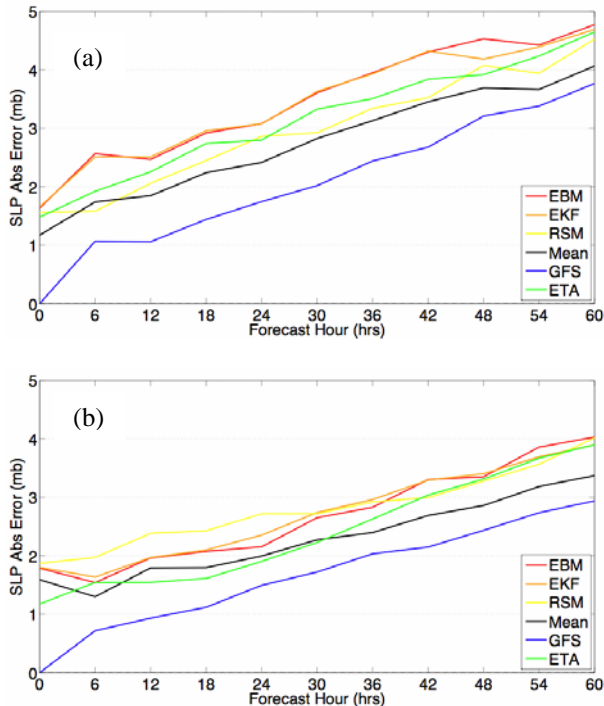 5
4
3
2
1
0
SLP Abs Error (mb)
(a)
EBM
EKF
RSM
Mean
GFS
ETA
0 6 12 18 24 30 36 42 48 54 60
Forecast Hour (hrs)
5
4
3
2
1
0
SLP Abs Error (mb)
(b)
EBM
EKF
RSM
Mean
GFS
ETA
0 6 12 18 24 30 36 42 48 54 60
Forecast Hour (hrs)